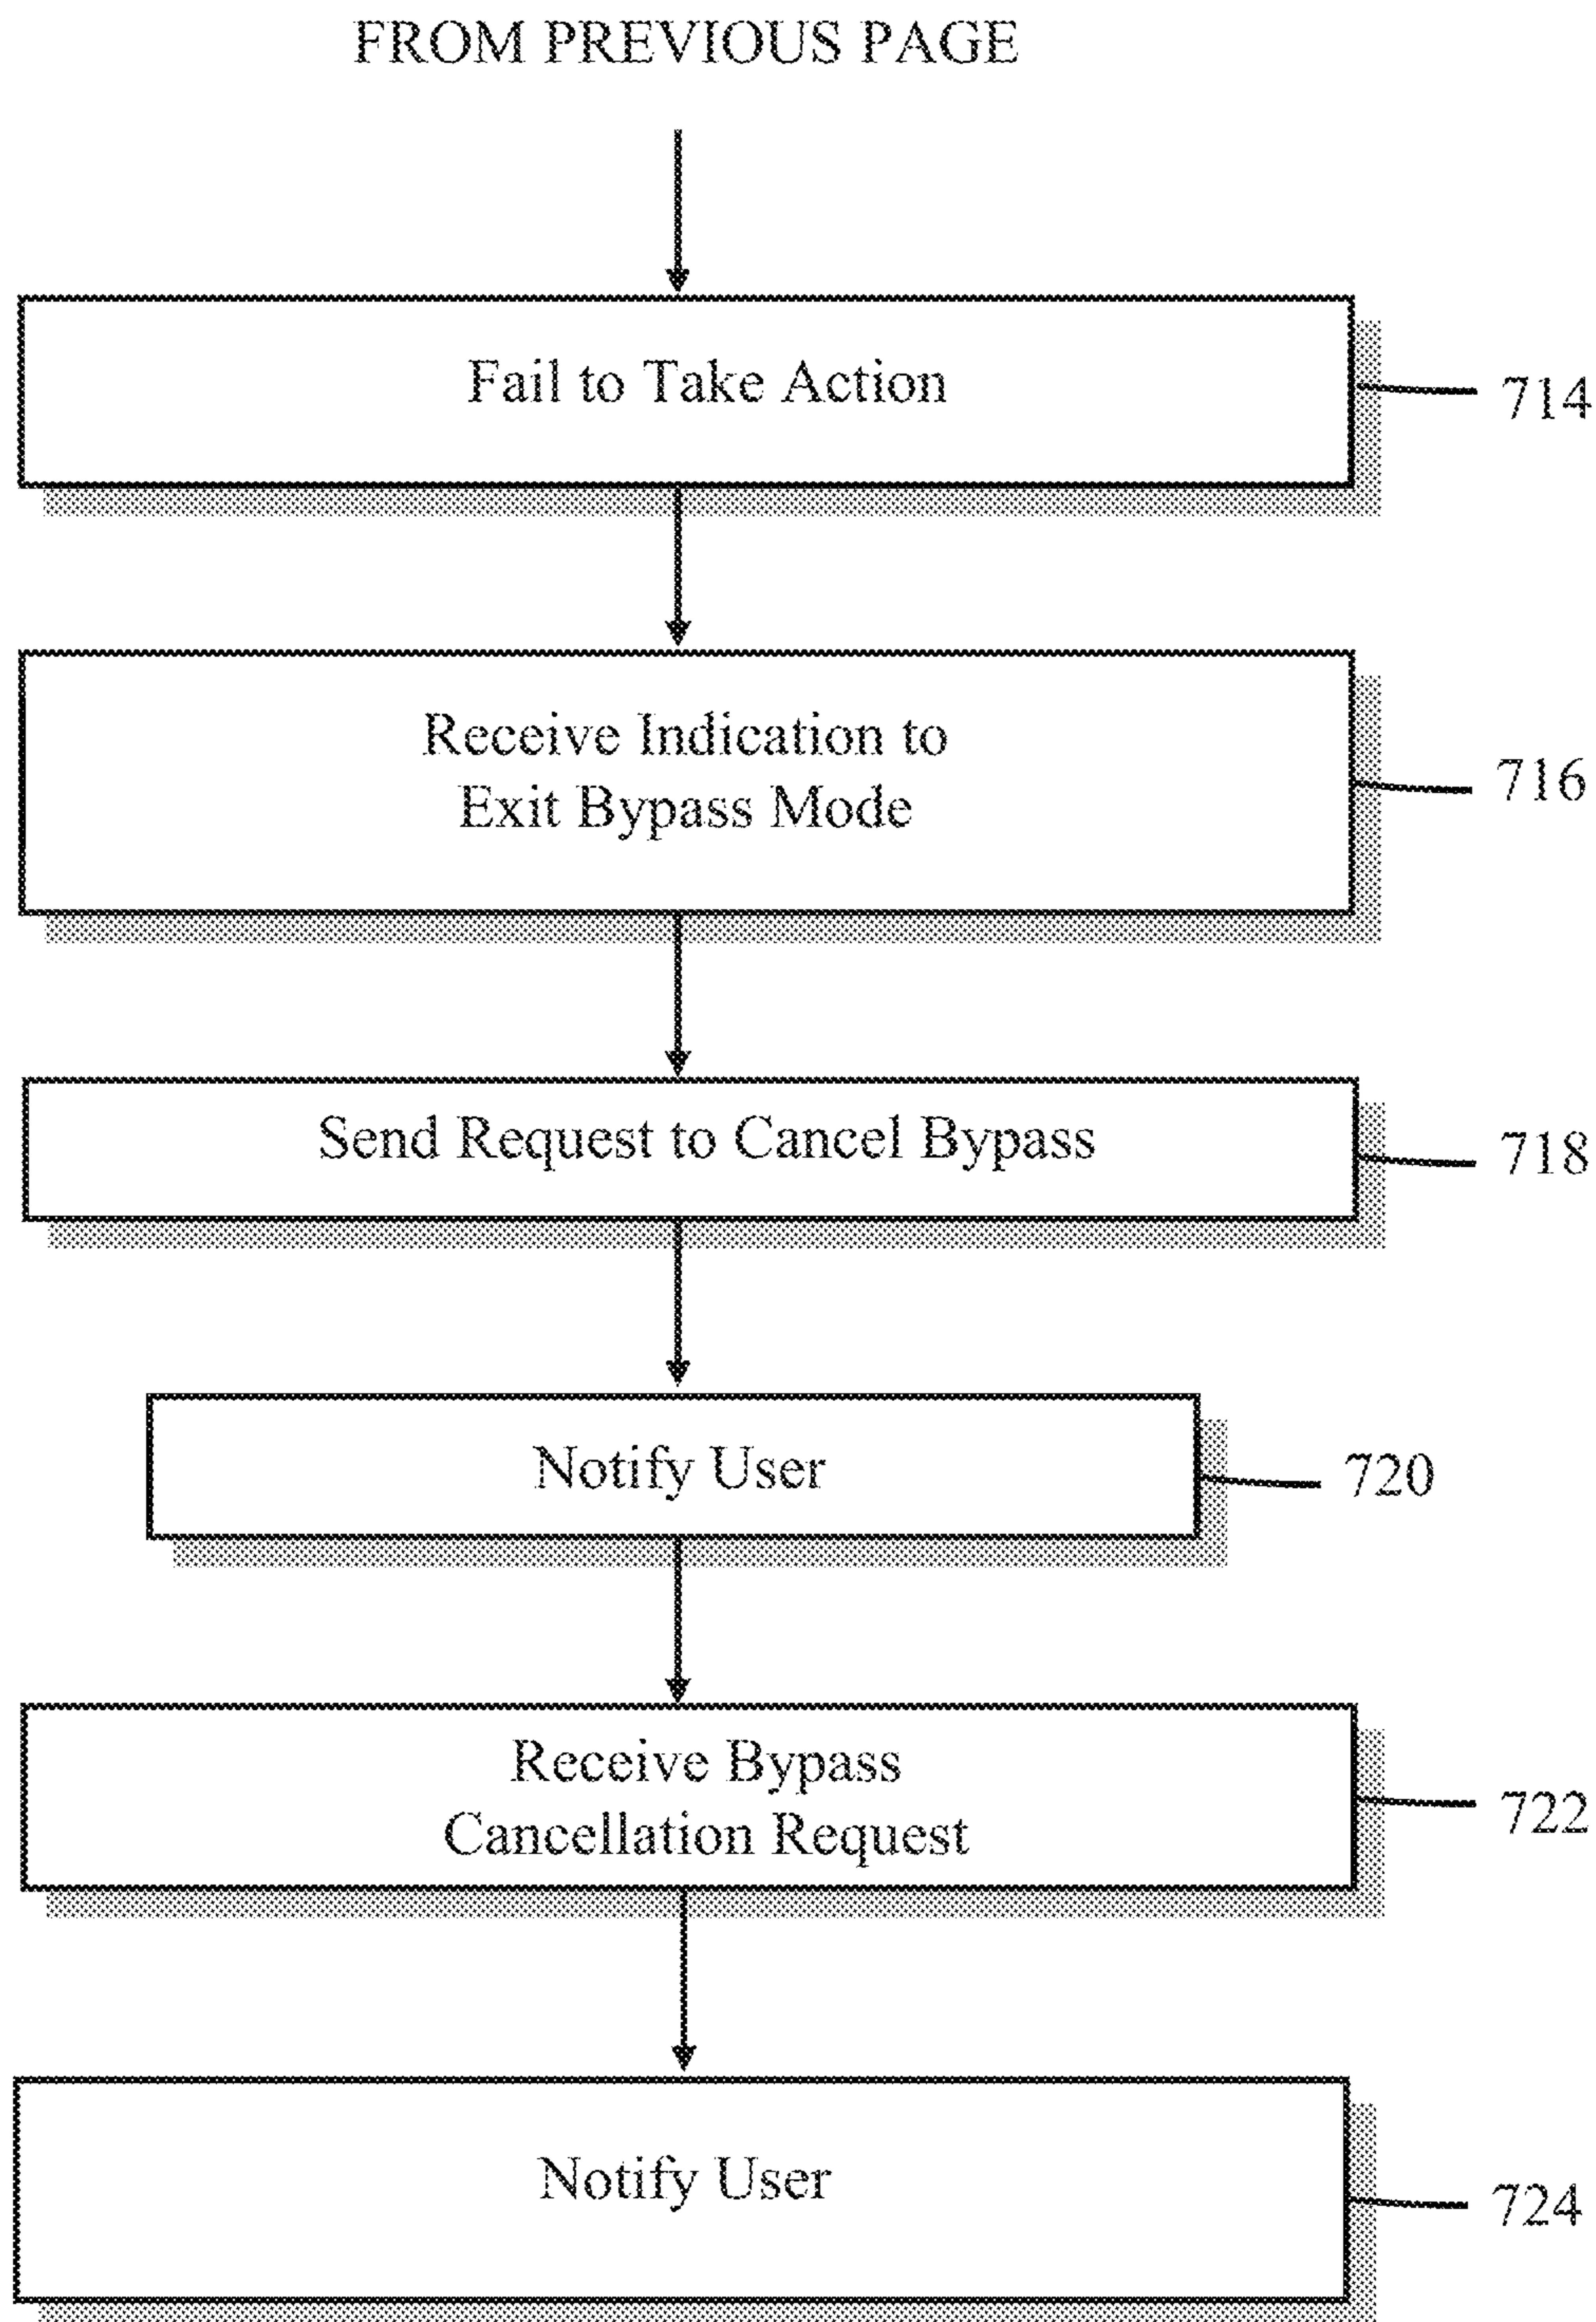 FROM PREVIOUS PAGE
Fail to Take Action
714
Receive Indication to
Exit Bypass Mode
716
Send Request to Cancel Bypass
718
Notify User
720
Receive Bypass
Cancellation Request
722
Notify User
724